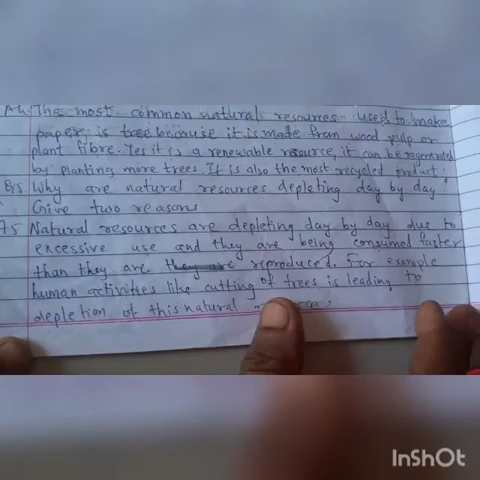 A4. The most common natural resources used to make
paper is tree because it is made from wood pulp or
plant fibre. Yes it is a renewable resource, it can be regenerated
by planting more trees. It is also the most recycled product.
Q5 Why are natural resources depleting day by day
Give two reasons
A5 Natural resources are depleting day by day due to
excessive use and they are being consumed faster
than they are reproduced. For example
human activities like cutting of trees is leading to
depletion of this natural
InShOt